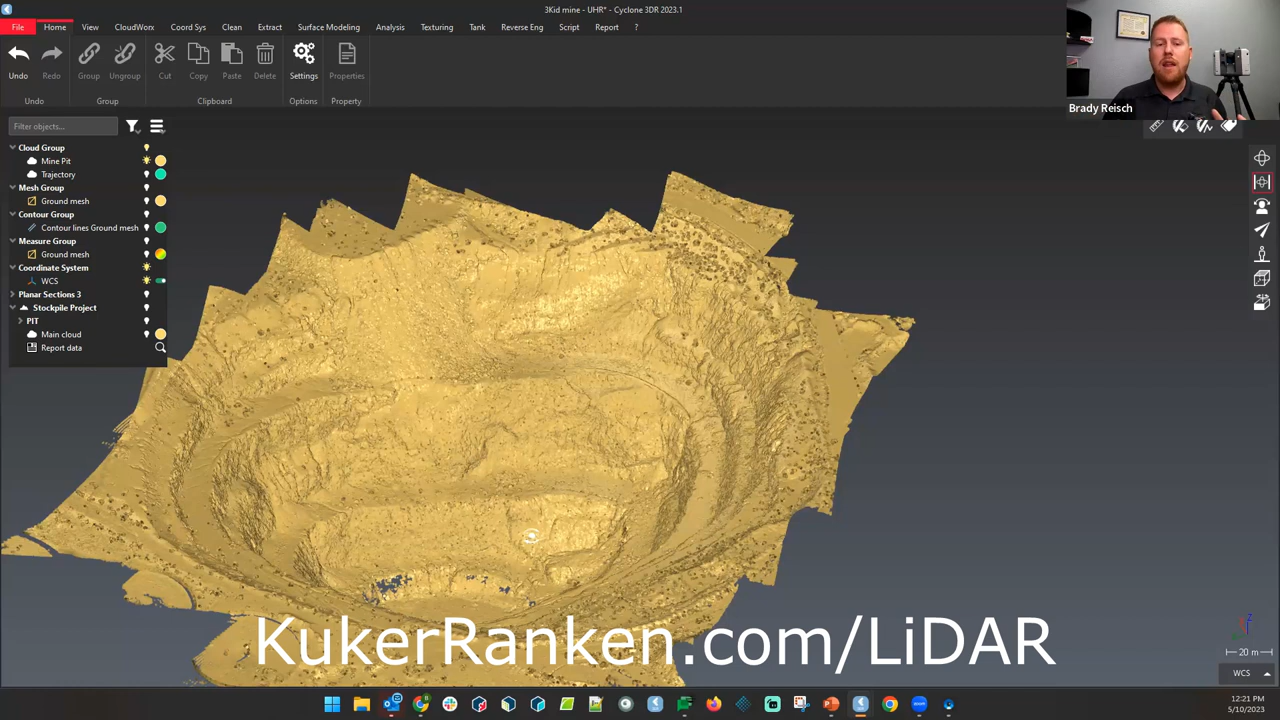 3Kid mine - UHR* - Cyclone 3DR 2023.1
File Home View CloudWorx Coord Sys Clean Extract Surface Modeling Analysis Texturing Tank Reverse Eng Script Report ?
Undo Redo Group Ungroup Cut Copy Paste Delete Settings Properties
Undo Group Clipboard Options Property
Brady Reisch
Filter objects...
Cloud Group
Mine Pit
Trajectory
Mesh Group
Ground mesh
Contour Group
Contour lines Ground mesh
Measure Group
Ground mesh
Coordinate System
WCS
Planar Sections 3
Stockpile Project
PIT
Main cloud
Report data
KukerRanken.com/LiDAR
20 m
WCS
12:21 PM
5/10/2023